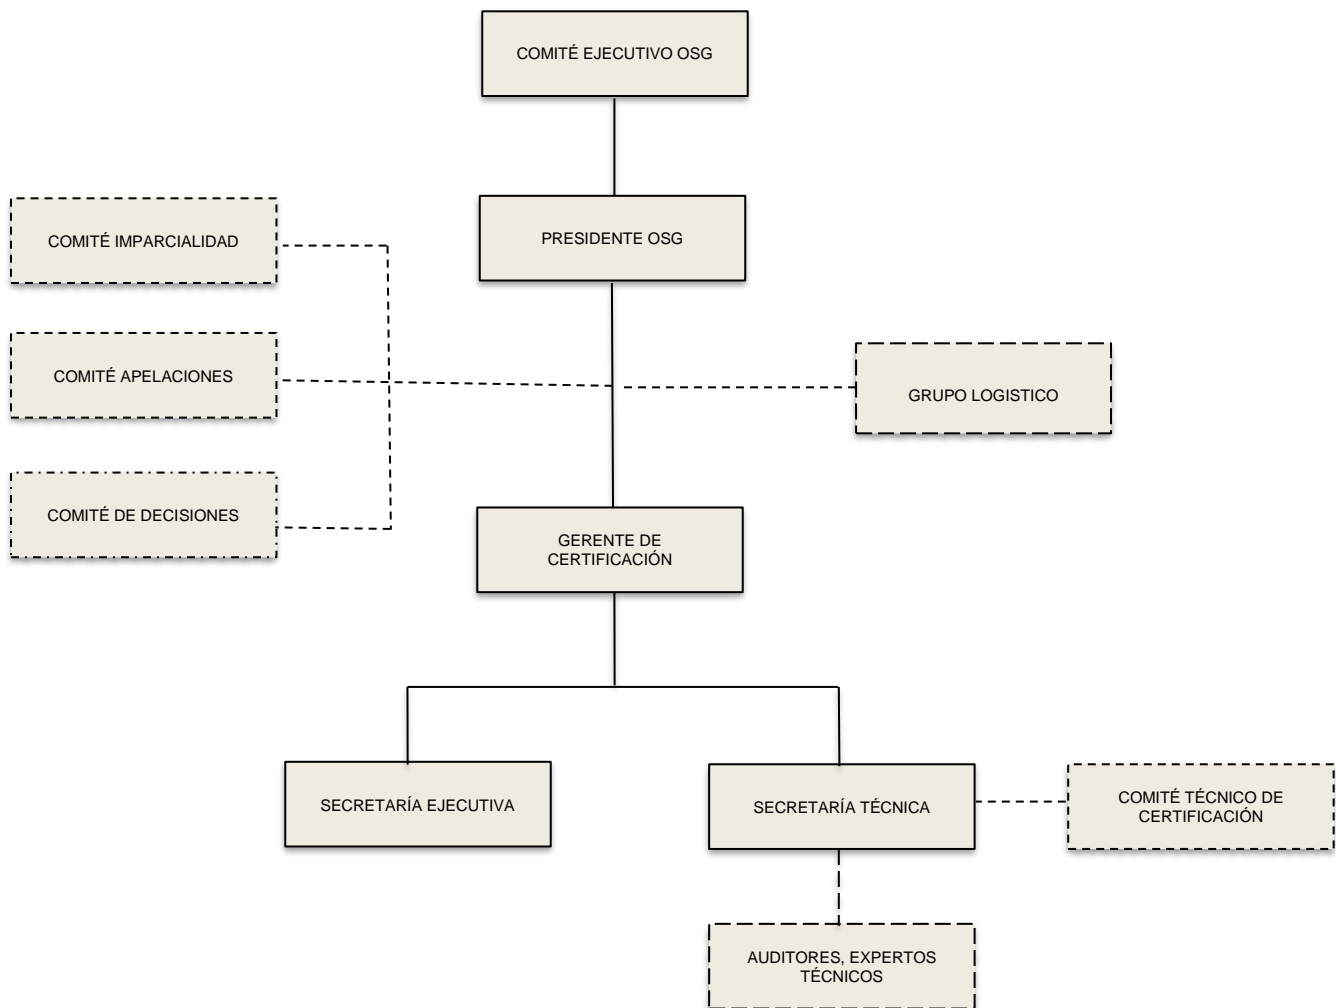 COMITÉ EJECUTIVO OSG
PRESIDENTE OSG
COMITÉ IMPARCIALIDAD
COMITÉ APELACIONES
GRUPO LOGISTICO
COMITÉ DE DECISIONES
GERENTE DE
CERTIFICACIÓN
SECRETARÍA EJECUTIVA
SECRETARÍA TÉCNICA
COMITÉ TÉCNICO DE
CERTIFICACIÓN
AUDITORES, EXPERTOS
TÉCNICOS